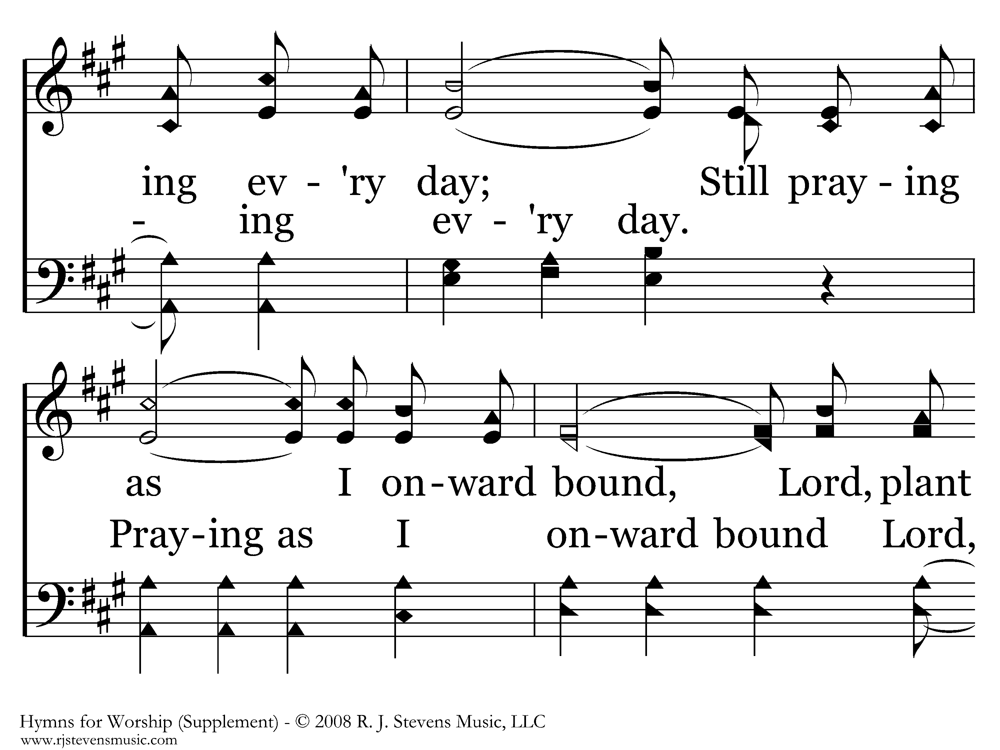 ing ev - 'ry day; Still pray - ing
- ing ev - 'ry day.
as I on-ward bound, Lord, plant
Pray-ing as I on-ward bound Lord,
Hymns for Worship (Supplement) - © 2008 R. J. Stevens Music, LLC
www.rjstevensmusic.com